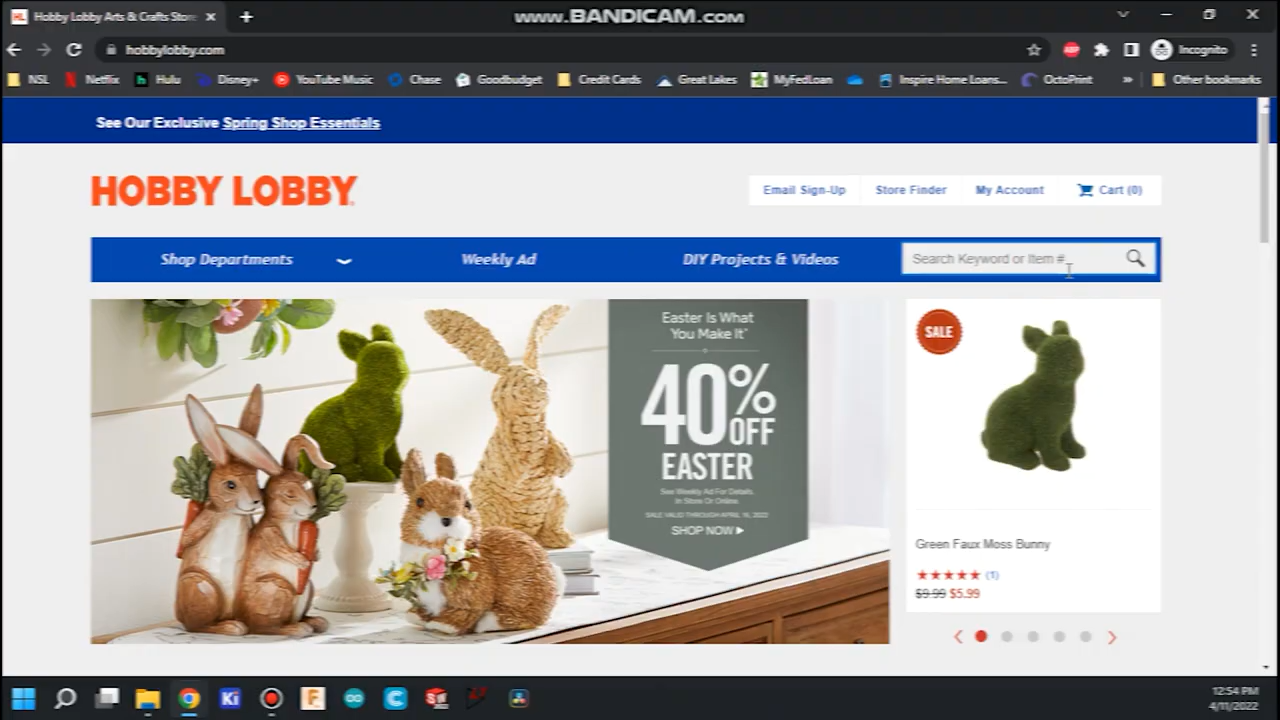 www.BANDICAM.com
Hobby Lobby Arts & Crafts Store
hobbylobby.com
ABP
Incognito
NSL
Netflix
Hulu
Disney+
YouTube Music
Chase
Goodbudget
Credit Cards
Great Lakes
MyFedLoan
Inspire Home Loans...
OctoPrint
»
Other bookmarks
See Our Exclusive Spring Shop Essentials
HOBBY LOBBY
Email Sign-Up
Store Finder
My Account
Cart (0)
Shop Departments
Weekly Ad
DIY Projects & Videos
Search Keyword or Item #
Easter Is What
You Make It*
40% OFF
EASTER
See Weekly Ad For Details.
In Store Or Online.
SALE VALID THROUGH APRIL 16, 2022
SHOP NOW
SALE
Green Faux Moss Bunny
(1)
$9.99 $5.99
Ki
F
C
12:54 PM
4/11/2022